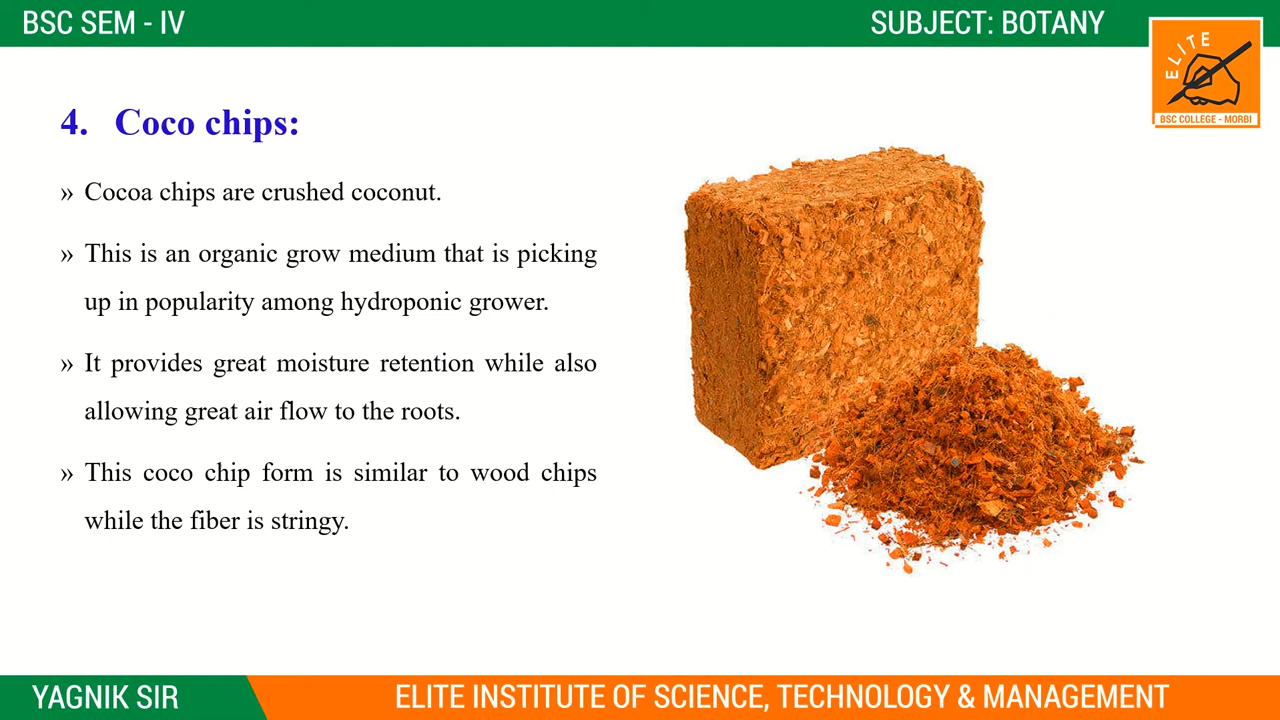 BSC SEM - IV
SUBJECT: BOTANY
ELITE
BSC COLLEGE - MORBI
4. Coco chips:
» Cocoa chips are crushed coconut.
» This is an organic grow medium that is picking
up in popularity among hydroponic grower.
» It provides great moisture retention while also
allowing great air flow to the roots.
» This coco chip form is similar to wood chips
while the fiber is stringy.
YAGNIK SIR
ELITE INSTITUTE OF SCIENCE, TECHNOLOGY & MANAGEMENT